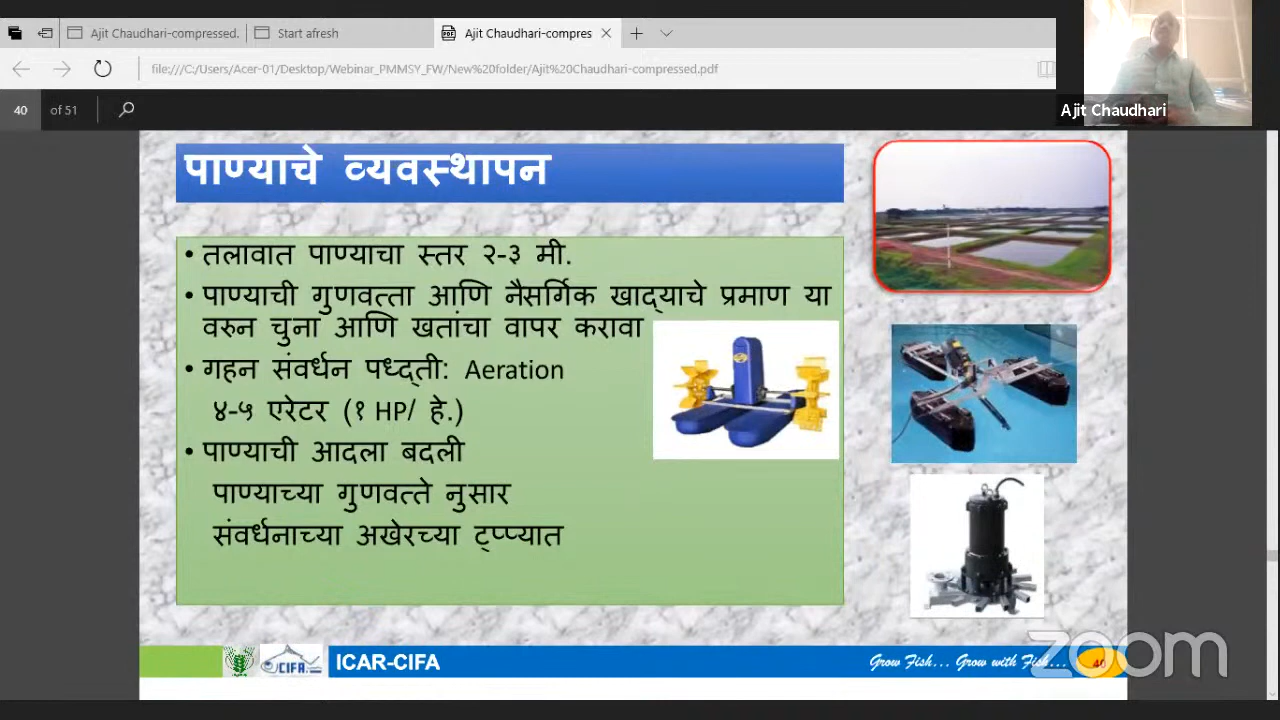 Ajit Chaudhari-compressed.
Start afresh
Ajit Chaudhari-compres
file:///C:/Users/Acer-01/Desktop/Webinar_PMMSY_FW/New%20folder/Ajit%20Chaudhari-compressed.pdf
40 of 51
Ajit Chaudhari
पाण्याचे व्यवस्थापन
• तलावात पाण्याचा स्तर २-३ मी.
• पाण्याची गुणवत्ता आणि नैसर्गिक खाद्याचे प्रमाण या
वरुन चुना आणि खतांचा वापर करावा
• गहन संवर्धन पध्द्ती: Aeration
४-५ एरेटर (१ HP/ हे.)
• पाण्याची आदला बदली
पाण्याच्या गुणवत्ते नुसार
संवर्धनाच्या अखेरच्या ट्प्प्यात
CIFA
ICAR-CIFA
Grow Fish... Grow with Fish...
40
zoom